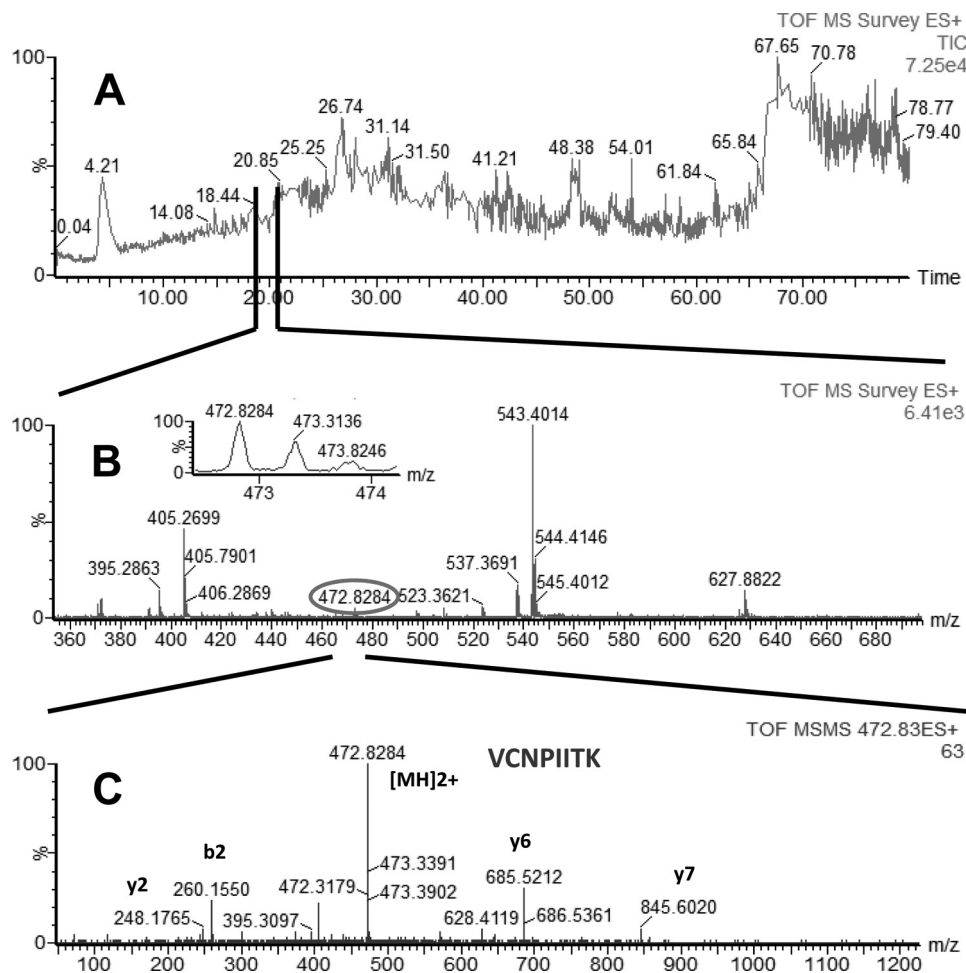 TOF MS Survey ES+
TIC
7.25e4
A
100
%
0
0.04
4.21
14.08
18.44
20.85
25.25
26.74
31.14
31.50
41.21
48.38
54.01
61.84
65.84
67.65
70.78
78.77
79.40
10.00 20.00 30.00 40.00 50.00 60.00 70.00 Time
TOF MS Survey ES+
6.41e3
B
100
%
0
472.8284
473.3136
473.8246
100
%
0
473 474 m/z
395.2863
405.2699
405.7901
406.2869
472.8284
523.3621
537.3691
543.4014
544.4146
545.4012
627.8822
360 380 400 420 440 460 480 500 520 540 560 580 600 620 640 660 680 m/z
TOF MSMS 472.83ES+
63
C
100
%
0
VCNPIITK
472.8284
[MH]2+
y2
248.1765
b2
260.1550
395.3097
472.3179
473.3391
473.3902
628.4119
y6
685.5212
686.5361
y7
845.6020
100 200 300 400 500 600 700 800 900 1000 1100 1200 m/z